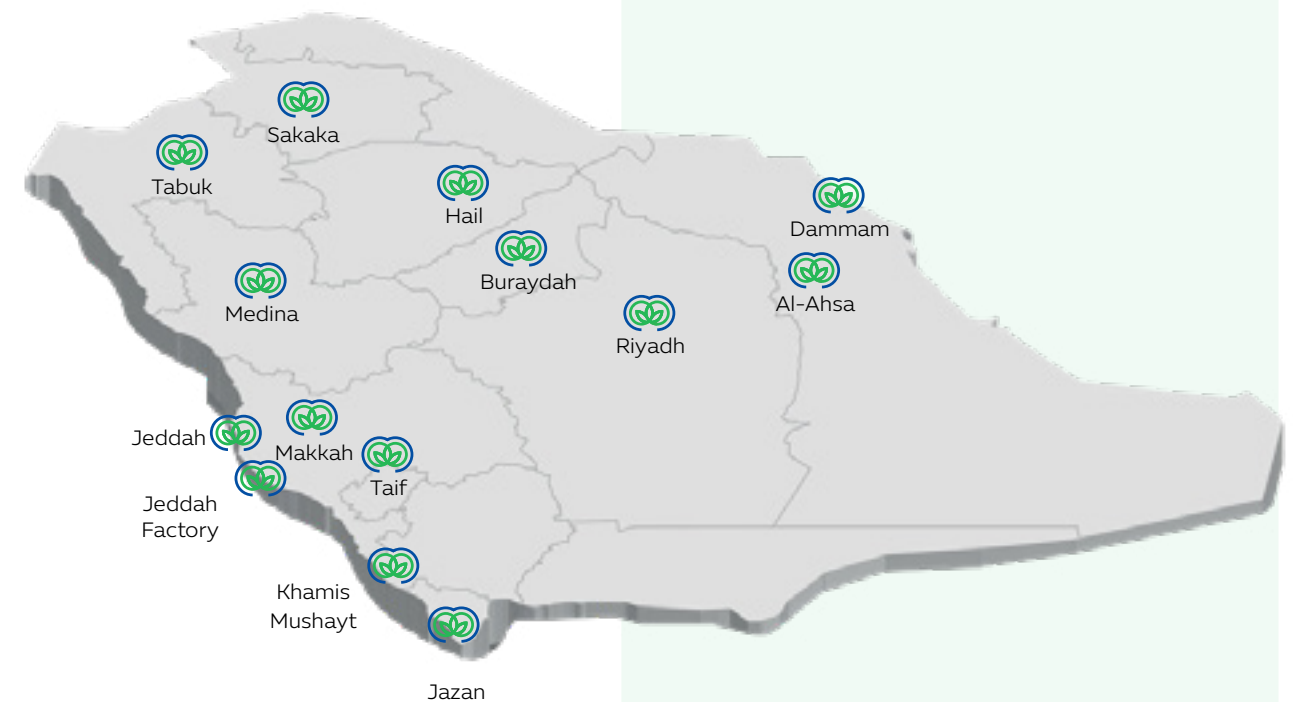 Sakaka
Tabuk
Hail
Dammam
Buraydah
Al-Ahsa
Medina
Riyadh
Jeddah
Makkah
Taif
Jeddah
Factory
Khamis
Mushayt
Jazan